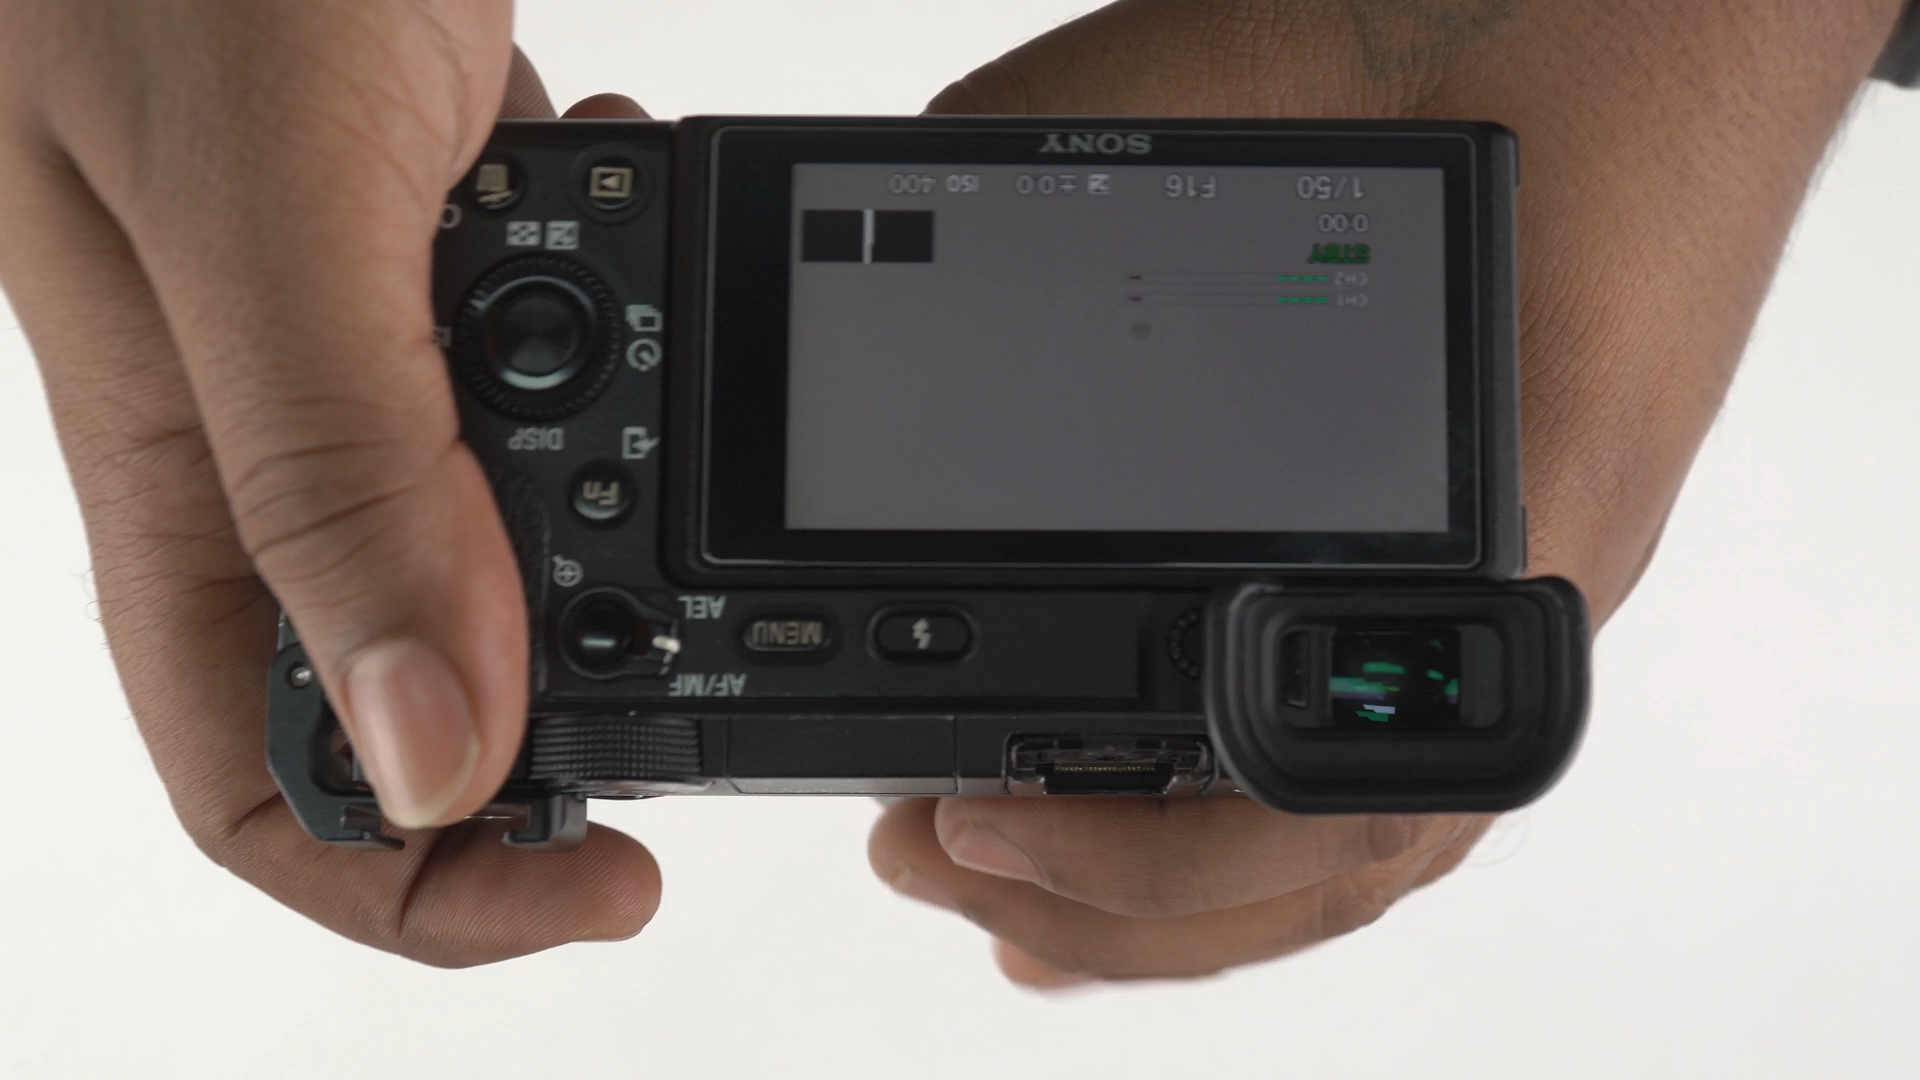 SONY
1/50 F16 ±0.0 ISO 400
0:00
STBY
CH2
CH1
DISP
Fn
AEL
MENU
AF/MF